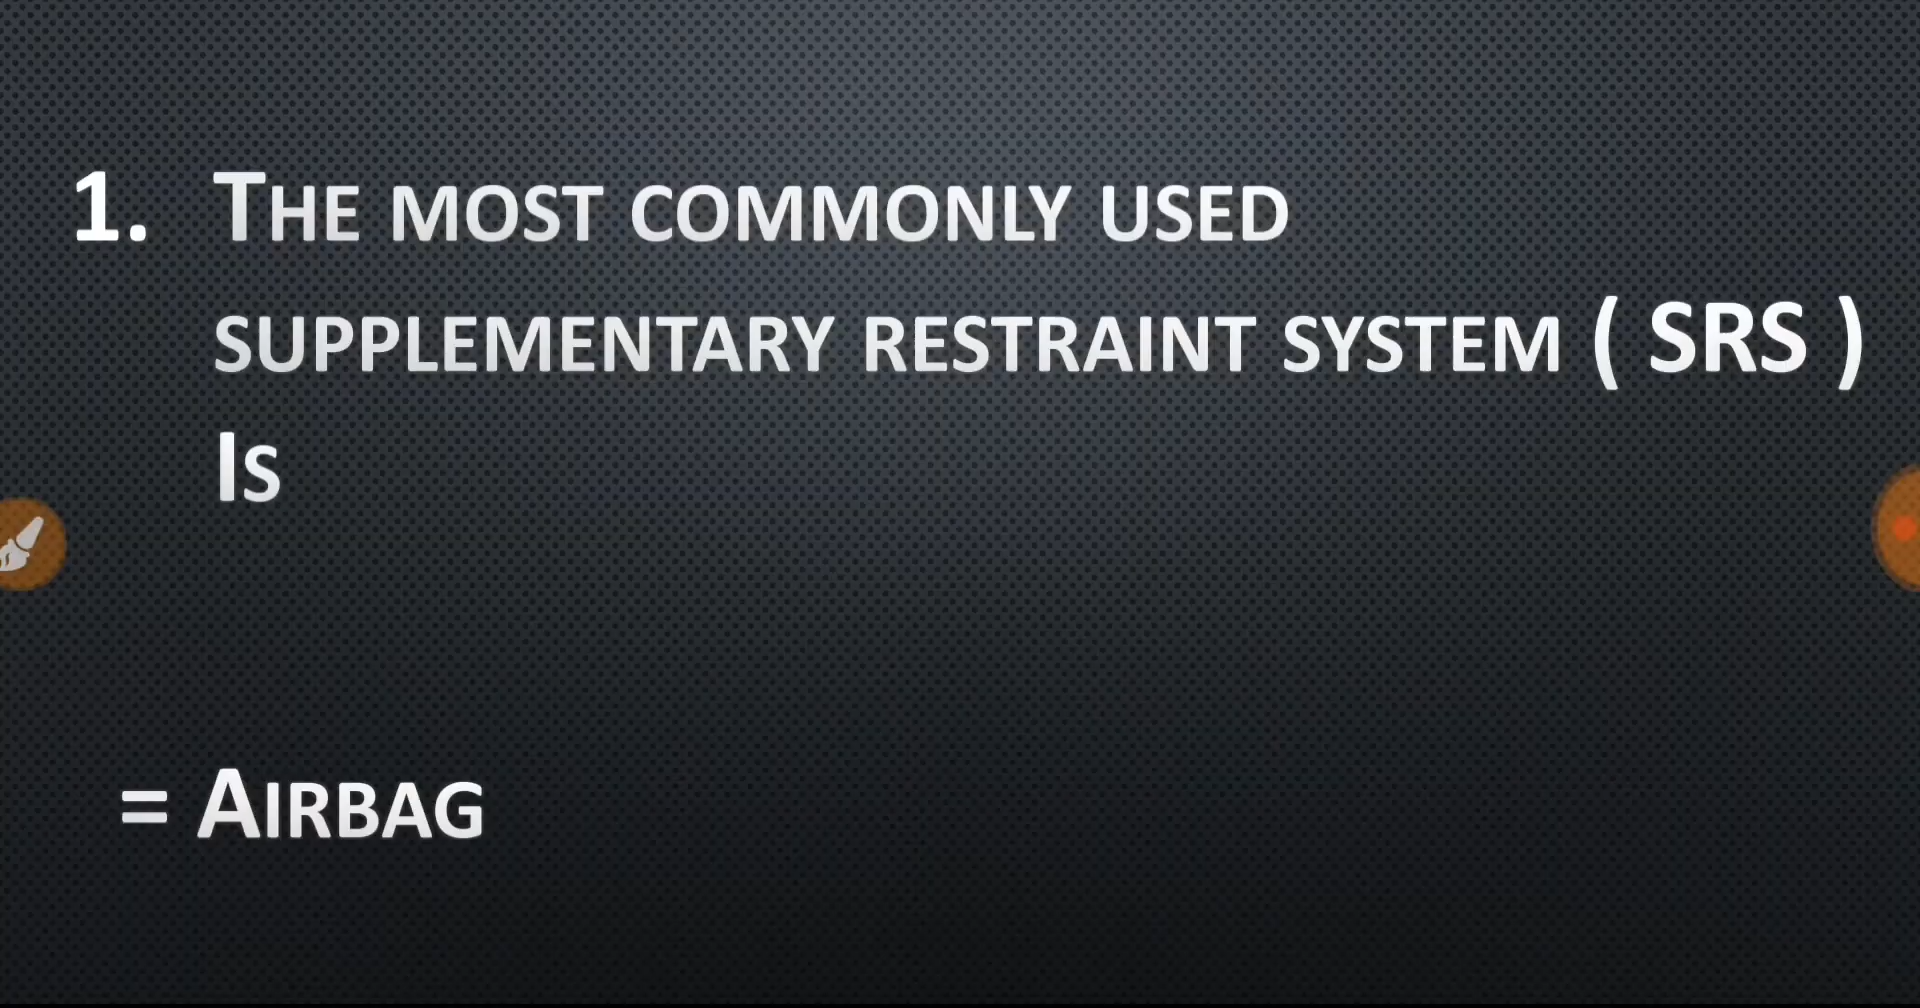 1. The most commonly used
supplementary restraint system ( SRS )
Is
= Airbag